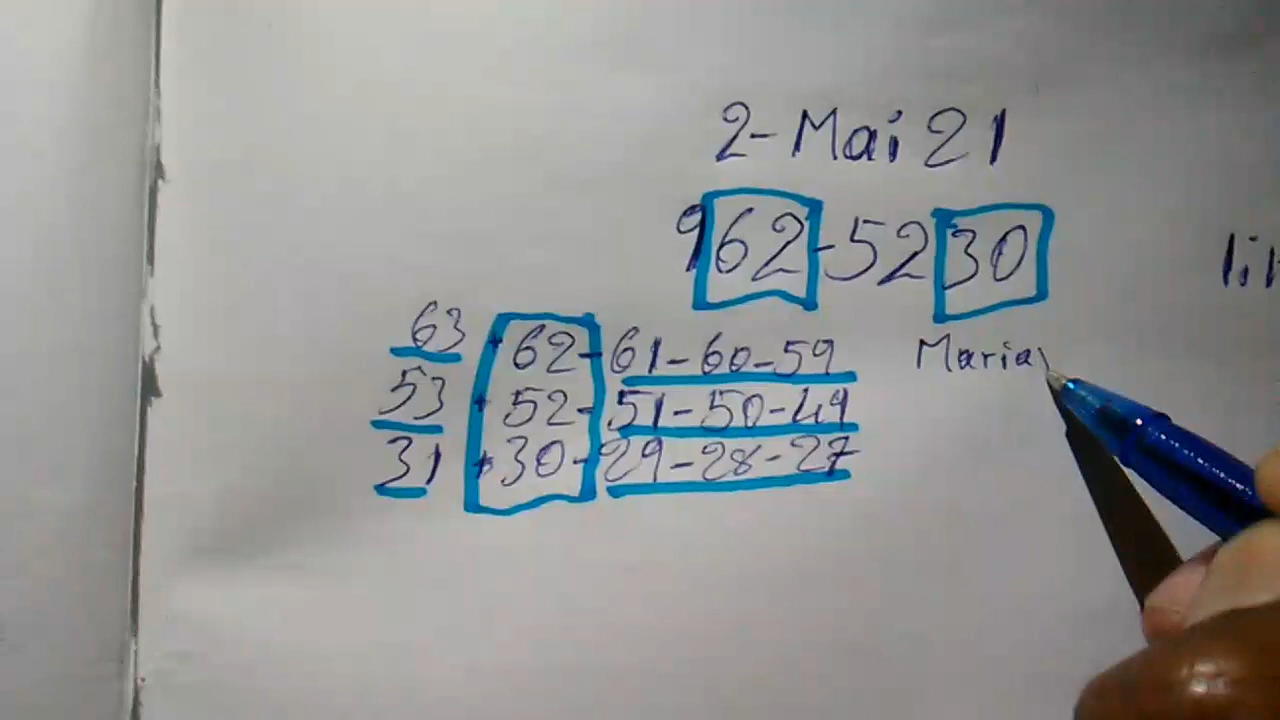 2-Mai 21
962-5230
63 + 62 - 61 - 60 - 59
53 + 52 - 51 - 50 - 49
31 + 30 - 29 - 28 - 27
Maria